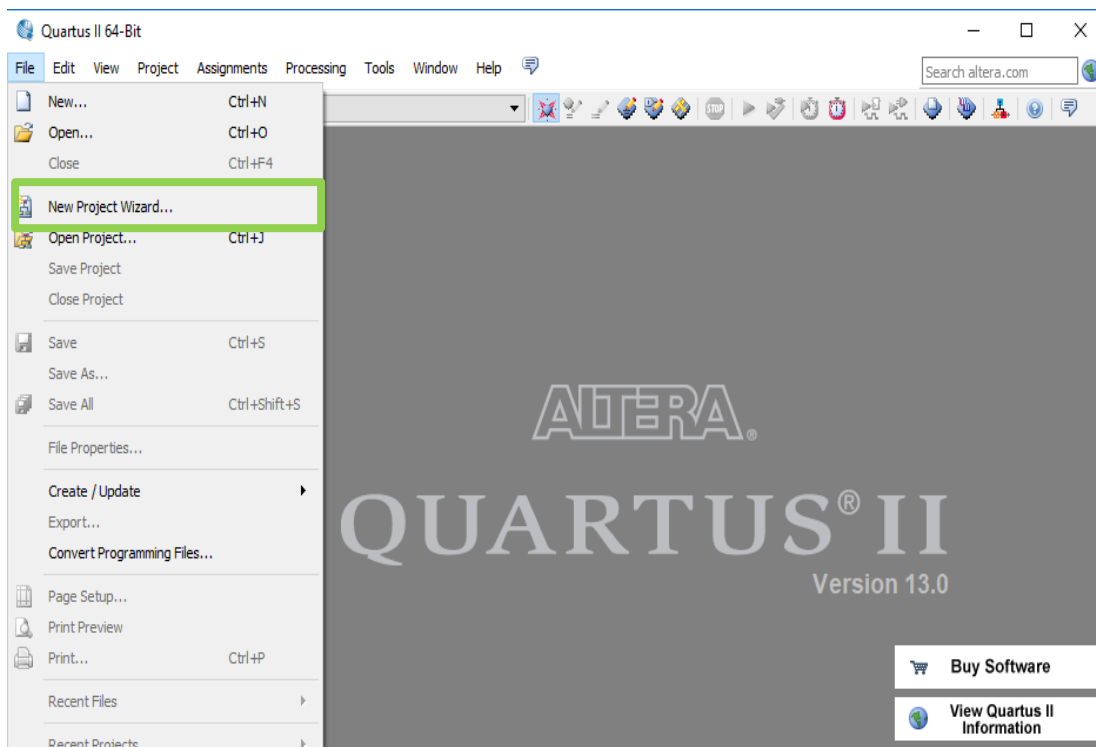 Quartus II 64-Bit
File Edit View Project Assignments Processing Tools Window Help
Search altera.com
New... Ctrl+N
Open... Ctrl+O
Close Ctrl+F4
New Project Wizard...
Open Project... Ctrl+J
Save Project
Close Project
Save Ctrl+S
Save As...
Save All Ctrl+Shift+S
File Properties...
Create / Update
Export...
Convert Programming Files...
Page Setup...
Print Preview
Print... Ctrl+P
Recent Files
Recent Projects
STOP
ALTERA®
QUARTUS® II
Version 13.0
Buy Software
View Quartus II
Information